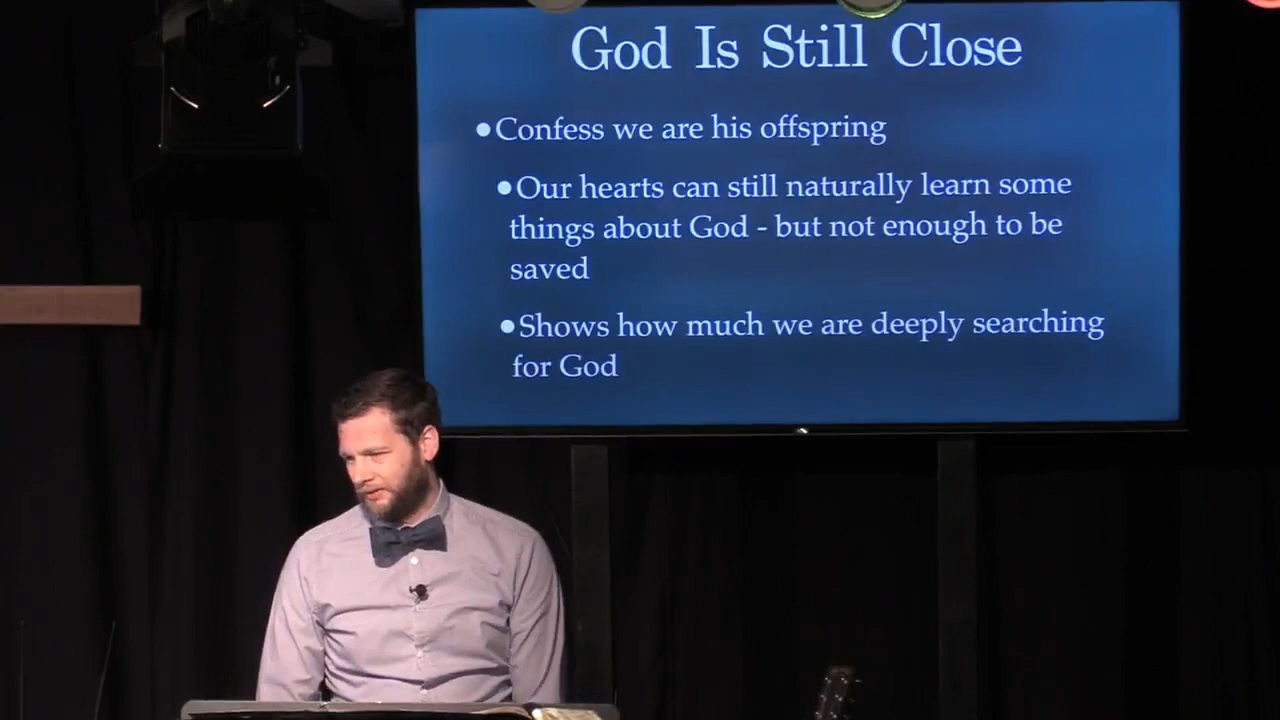 God Is Still Close
•Confess we are his offspring
•Our hearts can still naturally learn some
things about God - but not enough to be
saved
•Shows how much we are deeply searching
for God